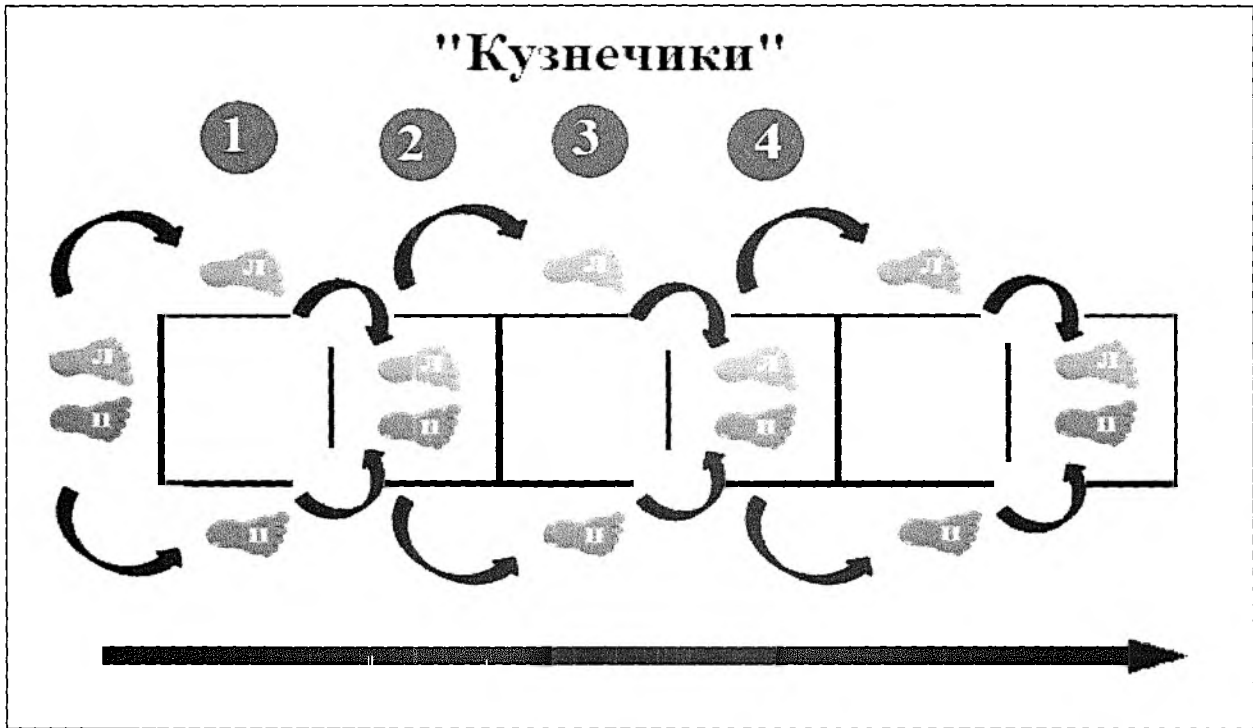 "Кузнечики"
1 2 3 4
Л Л Л
Л Л Л Л
П П П П
П П П